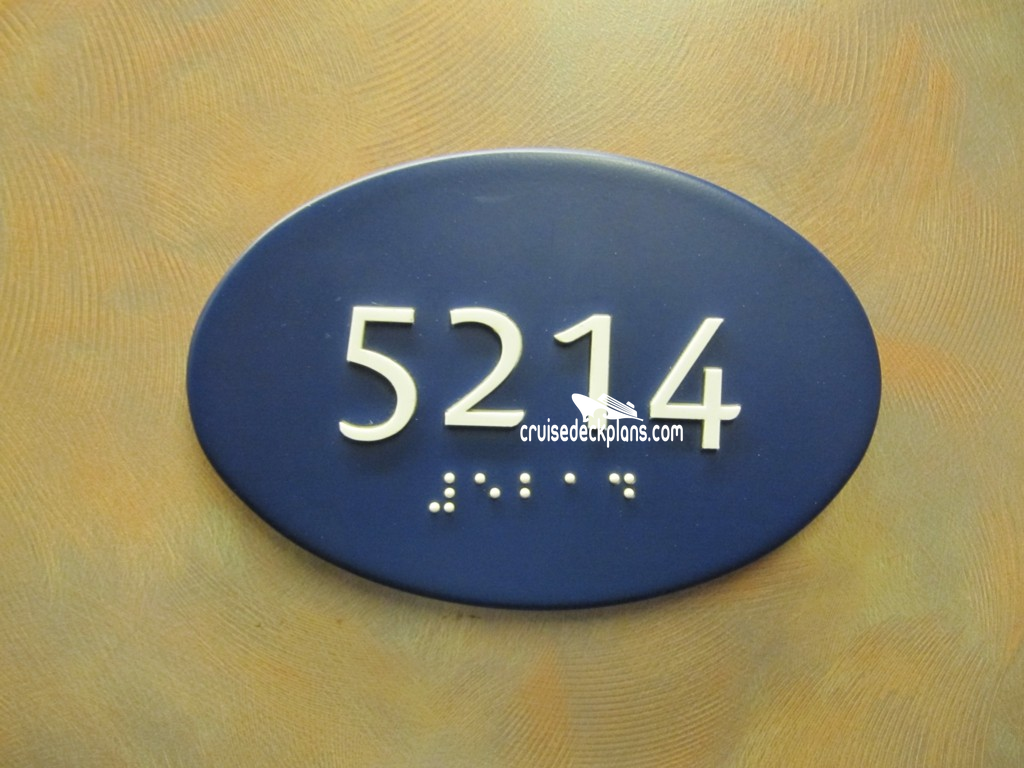 5214
cruisedeckplans.com
⠼⠑⠃⠁⠙